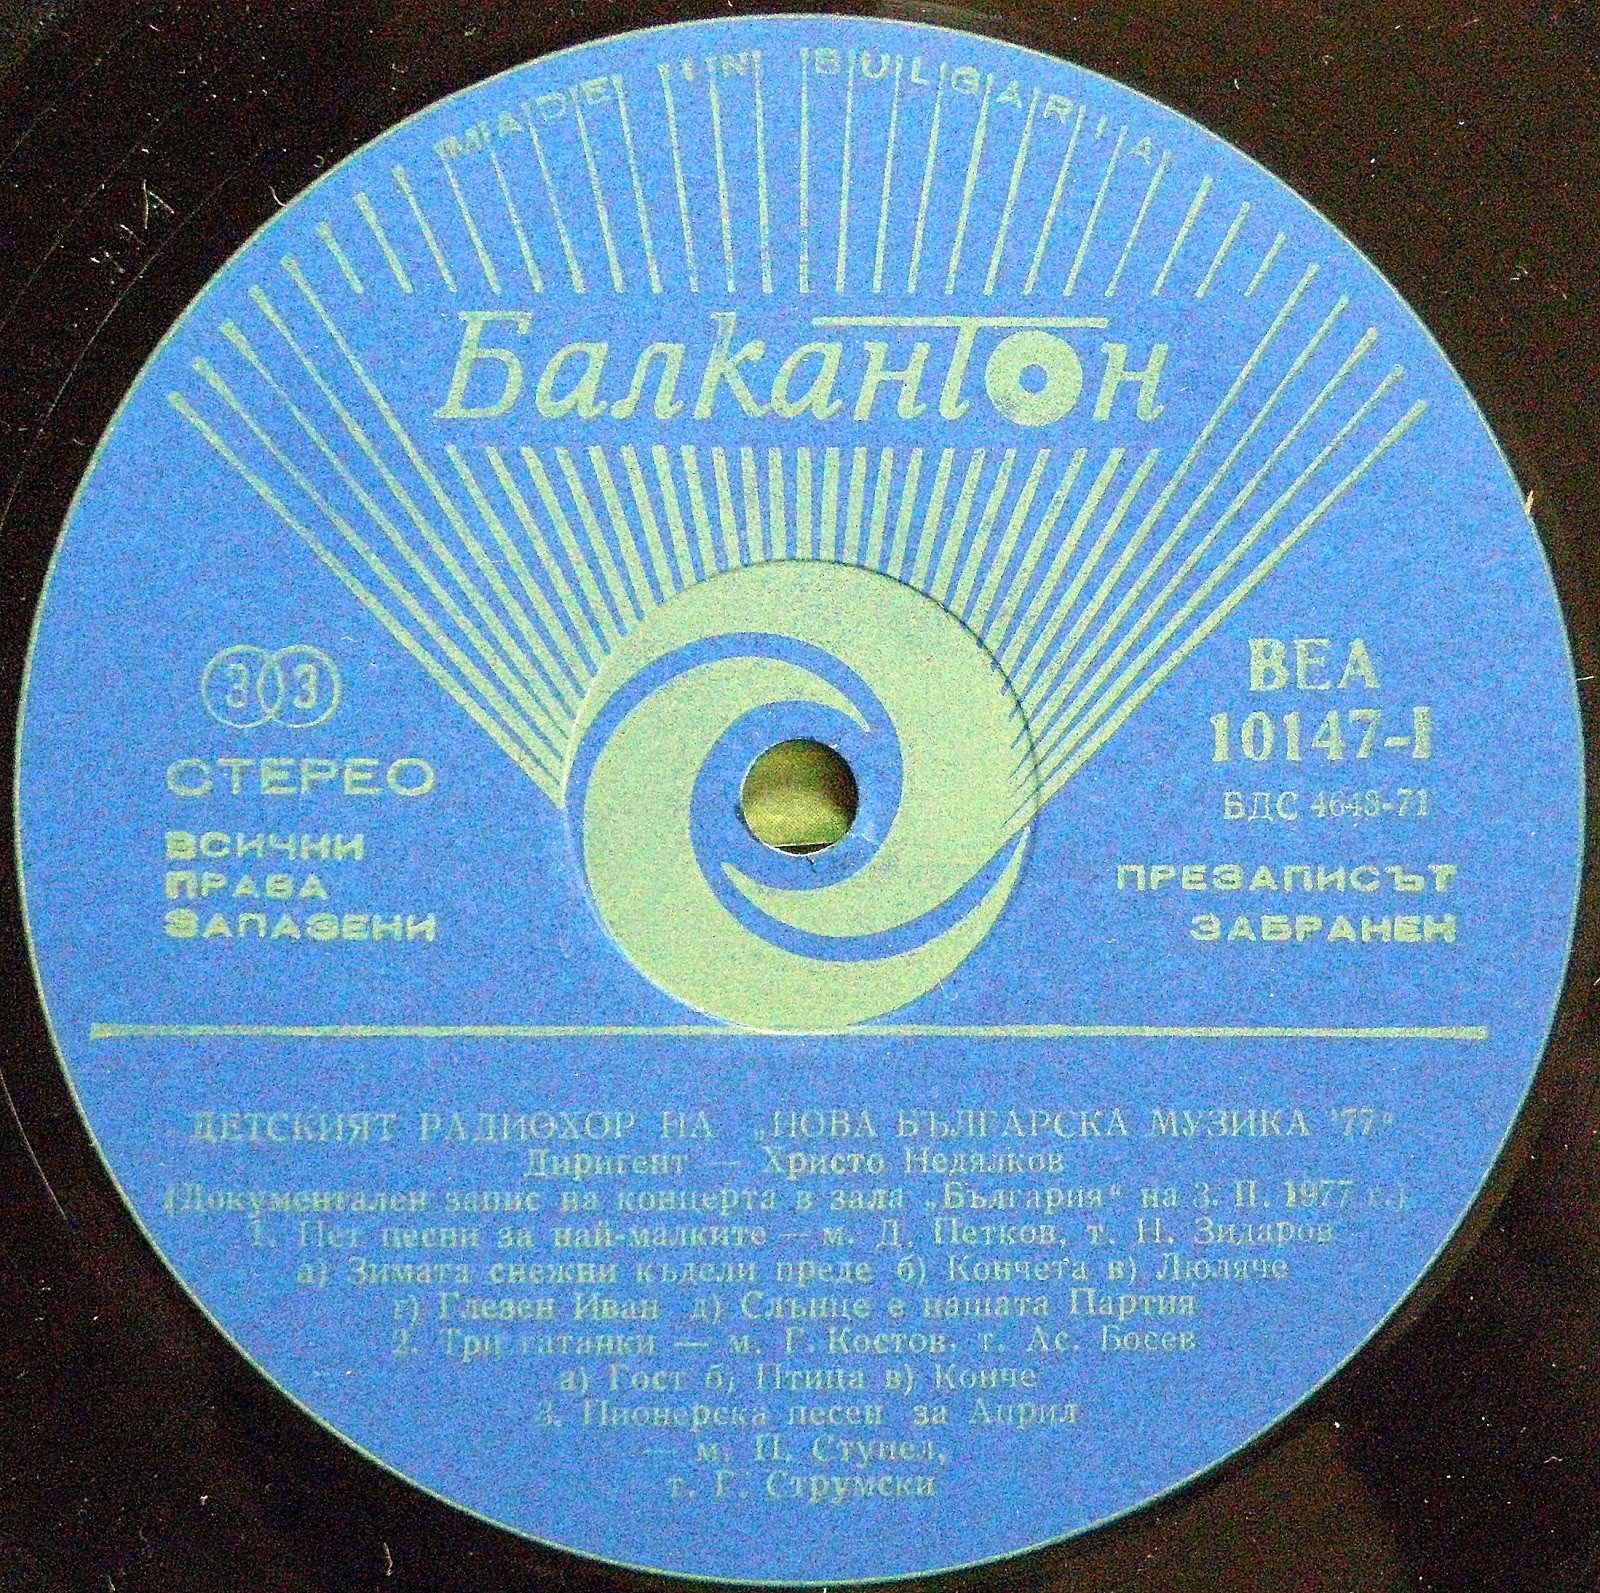 MADE IN BULGARIA
Балкантон
33
СТЕРЕО
ВСИЧНИ
ПРАВА
ЗАПАЗЕНИ
ВЕА
10147-I
БДС 4648-71
ПРЕЗАПИСЪТ
ЗАБРАНЕН
ДЕТСКИЯТ РАДИОХОР НА „НОВА БЪЛГАРСКА МУЗИКА '77"
Диригент — Христо Недялков
(Документален запис на концерта в зала „България" на 3. II. 1977 г.)
1. Пет песни за най-малките — м. Д. Петков, т. Н. Зидаров
а) Зимата снежни къдели преде б) Кончета в) Люляче
г) Глезен Иван д) Слънце е нашата Партия
2. Три гатанки — м. Г. Костов, т. Ас. Босев
а) Гост б) Птица в) Конче
3. Пионерска песен за Април
— м. П. Ступел,
т. Г. Струмски